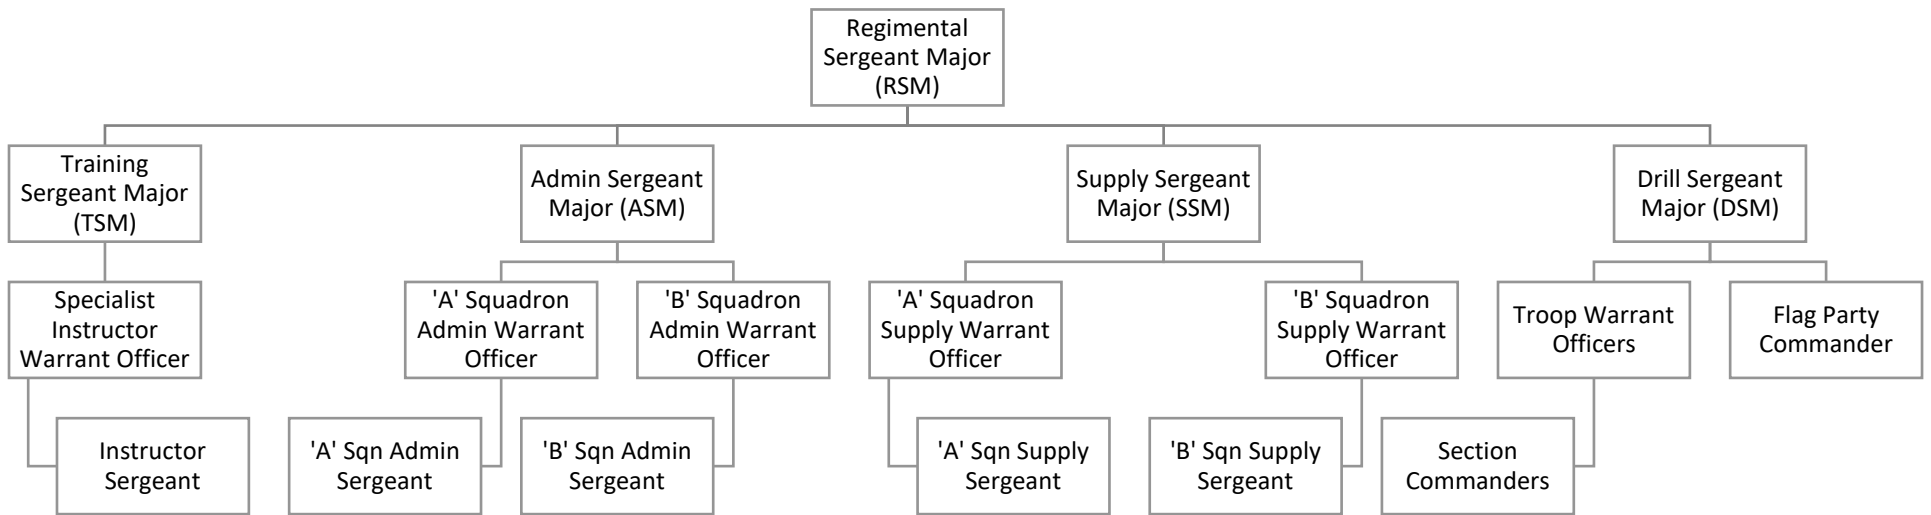 Regimental
Sergeant Major
(RSM)
Training
Sergeant Major
(TSM)
Admin Sergeant
Major (ASM)
Supply Sergeant
Major (SSM)
Drill Sergeant
Major (DSM)
Specialist
Instructor
Warrant Officer
'A' Squadron
Admin Warrant
Officer
'B' Squadron
Admin Warrant
Officer
'A' Squadron
Supply Warrant
Officer
'B' Squadron
Supply Warrant
Officer
Troop Warrant
Officers
Flag Party
Commander
Instructor
Sergeant
'A' Sqn Admin
Sergeant
'B' Sqn Admin
Sergeant
'A' Sqn Supply
Sergeant
'B' Sqn Supply
Sergeant
Section
Commanders